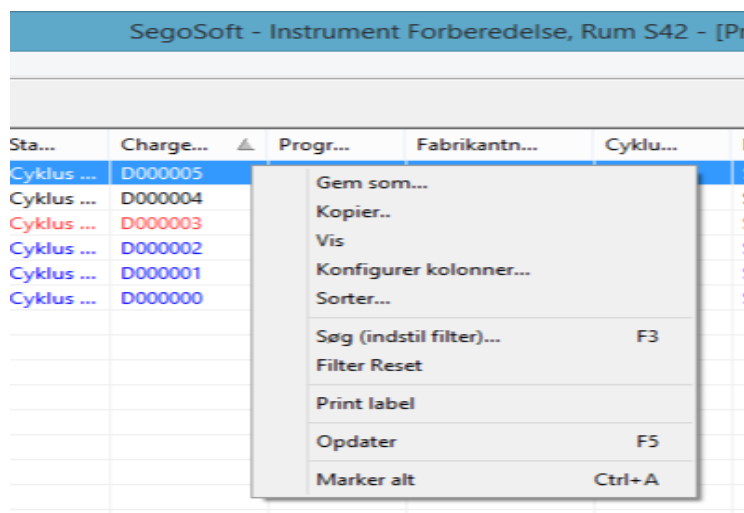 SegoSoft - Instrument Forberedelse, Rum S42 - [Pr
Sta... Charge... Progr... Fabrikantn... Cyklu...
Cyklus ... D000005
Cyklus ... D000004
Cyklus ... D000003
Cyklus ... D000002
Cyklus ... D000001
Cyklus ... D000000
Gem som...
Kopier..
Vis
Konfigurer kolonner...
Sorter...
Søg (indstil filter)... F3
Filter Reset
Print label
Opdater F5
Marker alt Ctrl+A